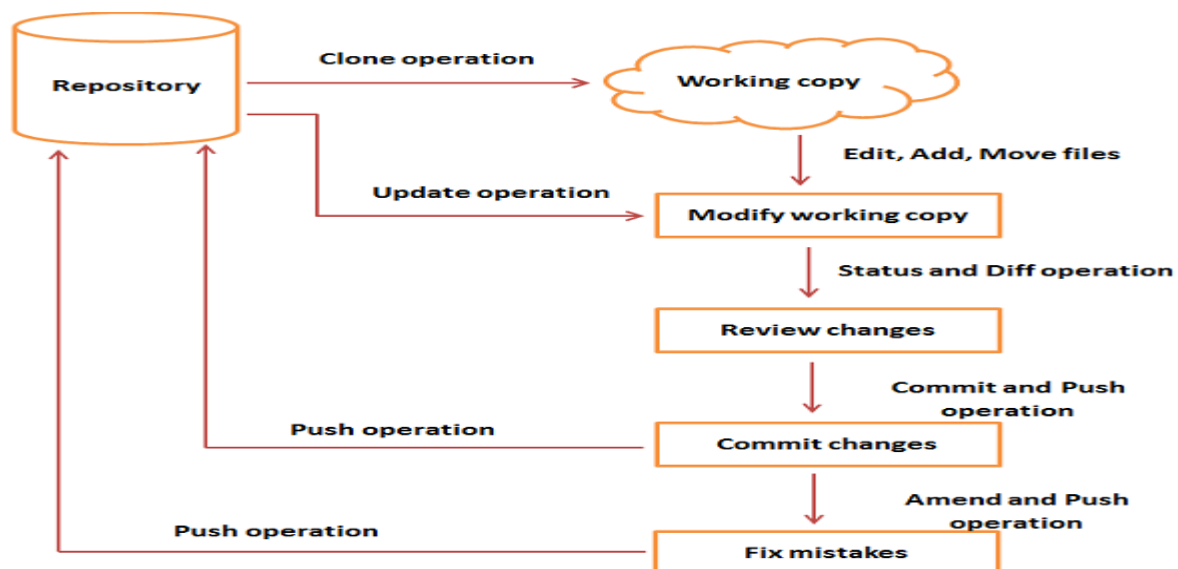 Clone operation
Repository
Working copy
Edit, Add, Move files
Update operation
Modify working copy
Status and Diff operation
Review changes
Commit and Push
operation
Push operation
Commit changes
Amend and Push
operation
Push operation
Fix mistakes